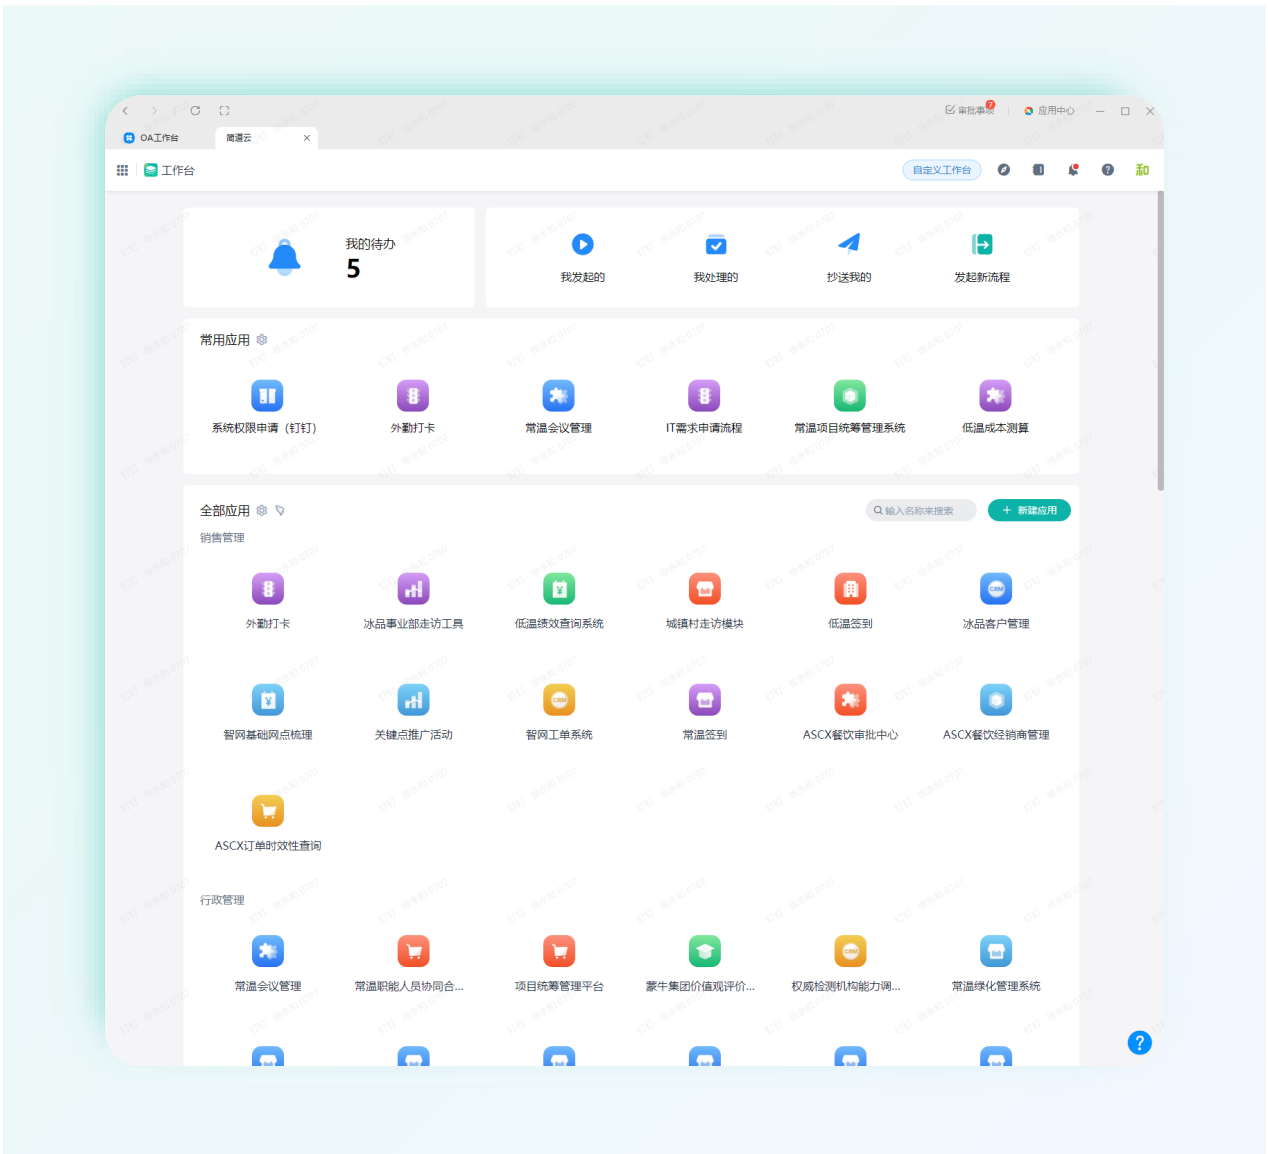 审批事项 7 应用中心
OA工作台 简道云
工作台 自定义工作台 和
我的待办
5
我发起的 我处理的 抄送我的 发起新流程
常用应用
系统权限申请（钉钉） 外勤打卡 常温会议管理 IT需求申请流程 常温项目统筹管理系统 低温成本测算
全部应用 输入名称来搜索 新建应用
销售管理
CRM
外勤打卡 冰品事业部走访工具 低温绩效查询系统 城镇村走访模块 低温签到 冰品客户管理
CRM
智网基础网点梳理 关键点推广活动 智网工单系统 常温签到 ASCX餐饮审批中心 ASCX餐饮经销商管理
ASCX订单时效性查询
行政管理
CRM
常温会议管理 常温职能人员协同合... 项目统筹管理平台 蒙牛集团价值观评价... 权威检测机构能力调... 常温绿化管理系统